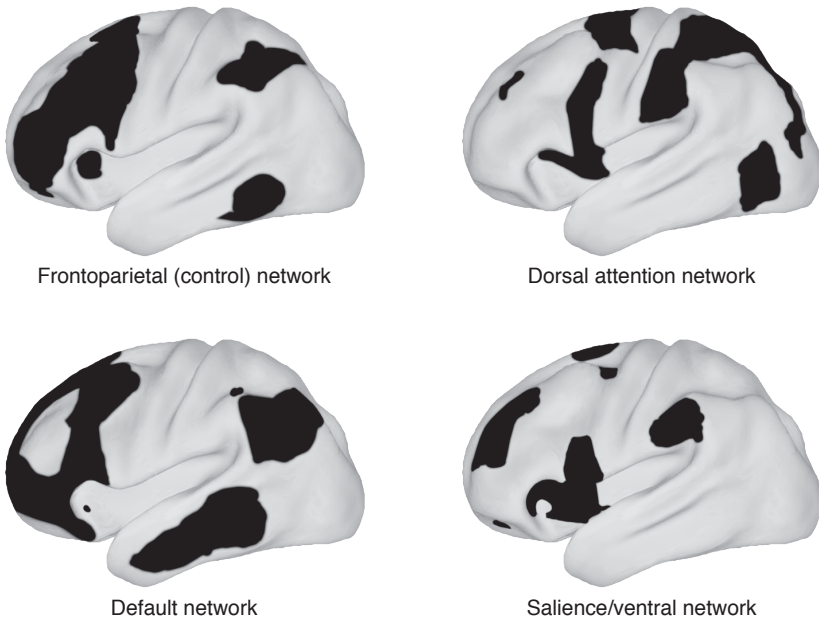 Frontoparietal (control) network
Dorsal attention network
Default network
Salience/ventral network